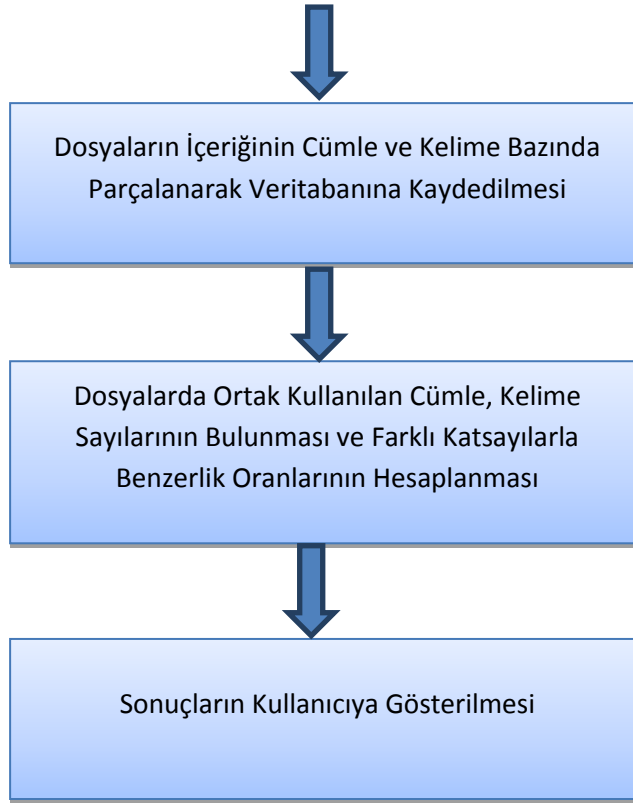 Dosyaların İçeriğinin Cümle ve Kelime Bazında
Parçalanarak Veritabanına Kaydedilmesi
Dosyalarda Ortak Kullanılan Cümle, Kelime
Sayılarının Bulunması ve Farklı Katsayılarla
Benzerlik Oranlarının Hesaplanması
Sonuçların Kullanıcıya Gösterilmesi